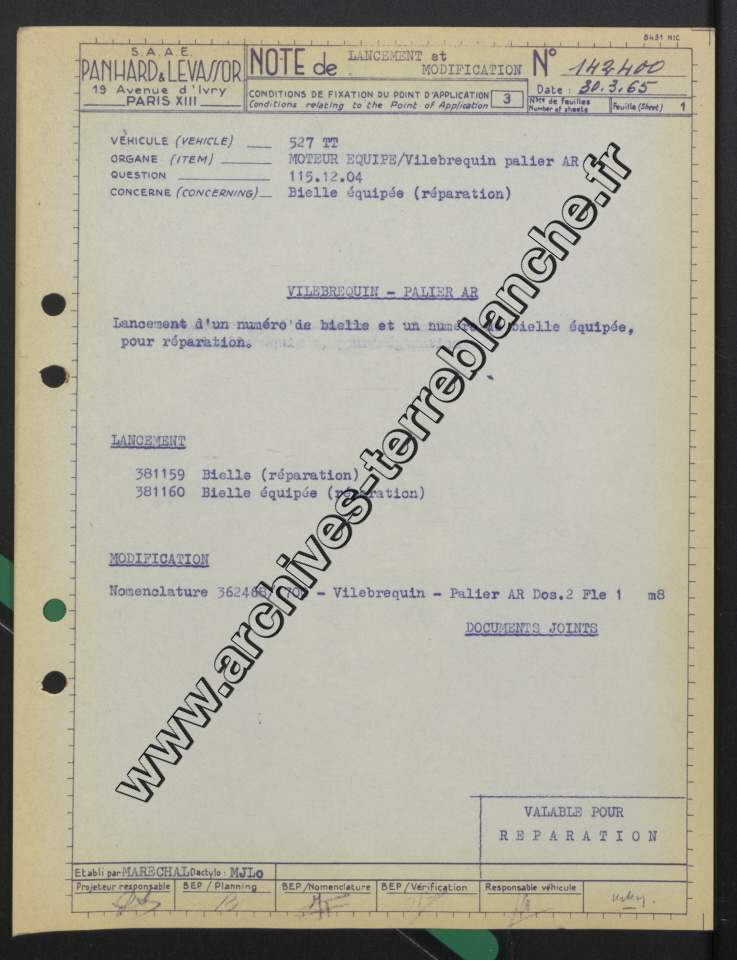 8431 NIC
S.A.A.E.
PANHARD & LEVASSOR
19 Avenue d'Ivry
PARIS XIII
NOTE de LANCEMENT et MODIFICATION
N° 142400
CONDITIONS DE FIXATION DU POINT D'APPLICATION
Conditions relating to the Point of Application
3
Date : 30.3.65
Nbre de feuilles
Number of sheets
Feuille (Sheet) 1
VÉHICULE (VEHICLE) 527 TT
ORGANE (ITEM) MOTEUR EQUIPE/Vilebrequin palier AR
QUESTION 115.12.04
CONCERNE (CONCERNING) Bielle équipée (réparation)
VILEBREQUIN - PALIER AR
Lancement d'un numéro de bielle et un numéro de bielle équipée,
pour réparation.
LANCEMENT
381159 Bielle (réparation)
381160 Bielle équipée (réparation)
MODIFICATION
Nomenclature - Vilebrequin - Palier AR Dos.2 Fle 1 m8
DOCUMENTS JOINTS
www.archives-terreblanche.fr
VALABLE POUR
REPARATION
Etabli par MARECHAL Dactylo : MJLo
Projeteur responsable
BEP / Planning
BEP / Nomenclature
BEP / Vérification
Responsable véhicule